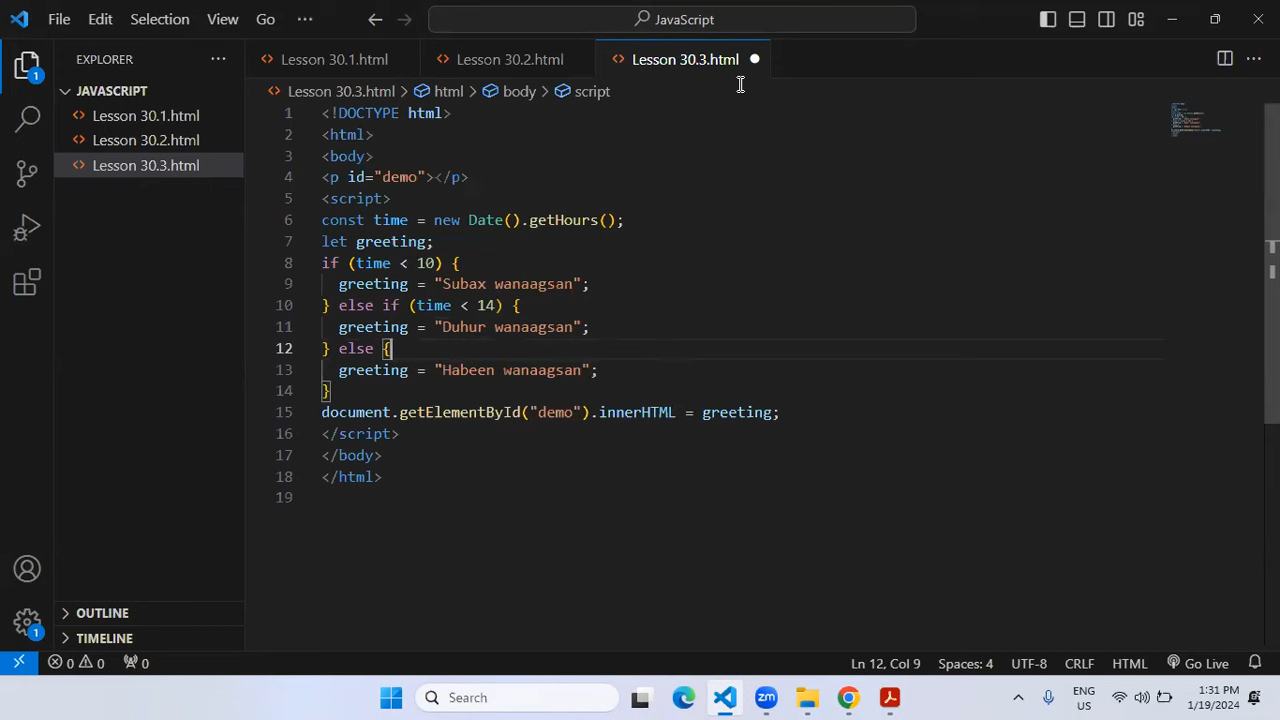 File Edit Selection View Go ··· JavaScript
EXPLORER ···
Lesson 30.1.html Lesson 30.2.html Lesson 30.3.html
JAVASCRIPT
Lesson 30.1.html
Lesson 30.2.html
Lesson 30.3.html
Lesson 30.3.html > html > body > script
1 <!DOCTYPE html>
2 <html>
3 <body>
4 <p id="demo"></p>
5 <script>
6 const time = new Date().getHours();
7 let greeting;
8 if (time < 10) {
9 greeting = "Subax wanaagsan";
10 } else if (time < 14) {
11 greeting = "Duhur wanaagsan";
12 } else {
13 greeting = "Habeen wanaagsan";
14 }
15 document.getElementById("demo").innerHTML = greeting;
16 </script>
17 </body>
18 </html>
19
1
OUTLINE
TIMELINE
1
0 0 0 Ln 12, Col 9 Spaces: 4 UTF-8 CRLF HTML Go Live
Search
ENG
US
1:31 PM
1/19/2024